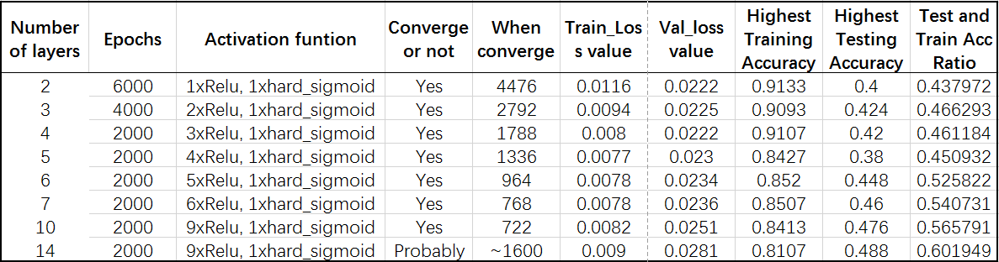 Number of layers Epochs Activation funtion Converge or not When converge Train_Loss value Val_loss value Highest Training Accuracy Highest Testing Accuracy Test and Train Acc Ratio
2 6000 1xRelu, 1xhard_sigmoid Yes 4476 0.0116 0.0222 0.9133 0.4 0.437972
3 4000 2xRelu, 1xhard_sigmoid Yes 2792 0.0094 0.0225 0.9093 0.424 0.466293
4 2000 3xRelu, 1xhard_sigmoid Yes 1788 0.008 0.0222 0.9107 0.42 0.461184
5 2000 4xRelu, 1xhard_sigmoid Yes 1336 0.0077 0.023 0.8427 0.38 0.450932
6 2000 5xRelu, 1xhard_sigmoid Yes 964 0.0078 0.0234 0.852 0.448 0.525822
7 2000 6xRelu, 1xhard_sigmoid Yes 768 0.0078 0.0236 0.8507 0.46 0.540731
10 2000 9xRelu, 1xhard_sigmoid Yes 722 0.0082 0.0251 0.8413 0.476 0.565791
14 2000 9xRelu, 1xhard_sigmoid Probably ~1600 0.009 0.0281 0.8107 0.488 0.601949